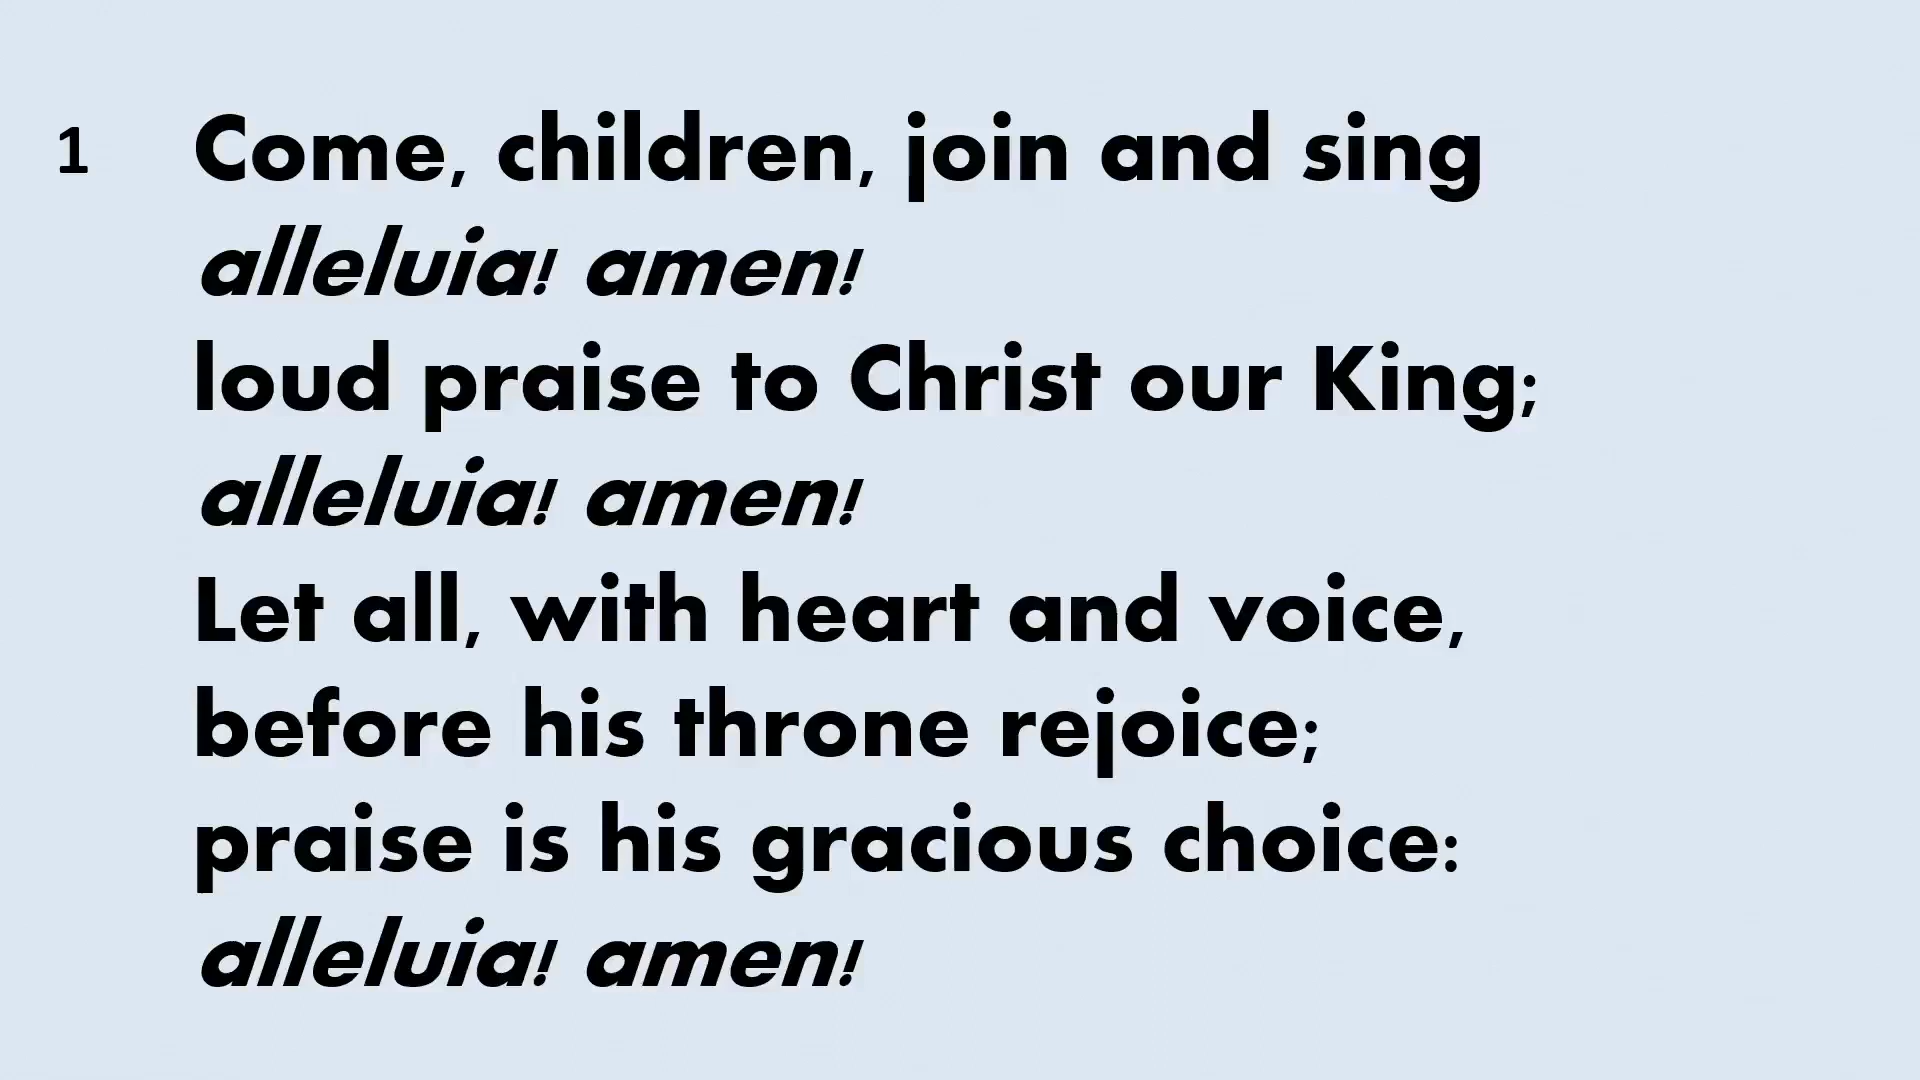 1 Come, children, join and sing
alleluia! amen!
loud praise to Christ our King;
alleluia! amen!
Let all, with heart and voice,
before his throne rejoice;
praise is his gracious choice:
alleluia! amen!